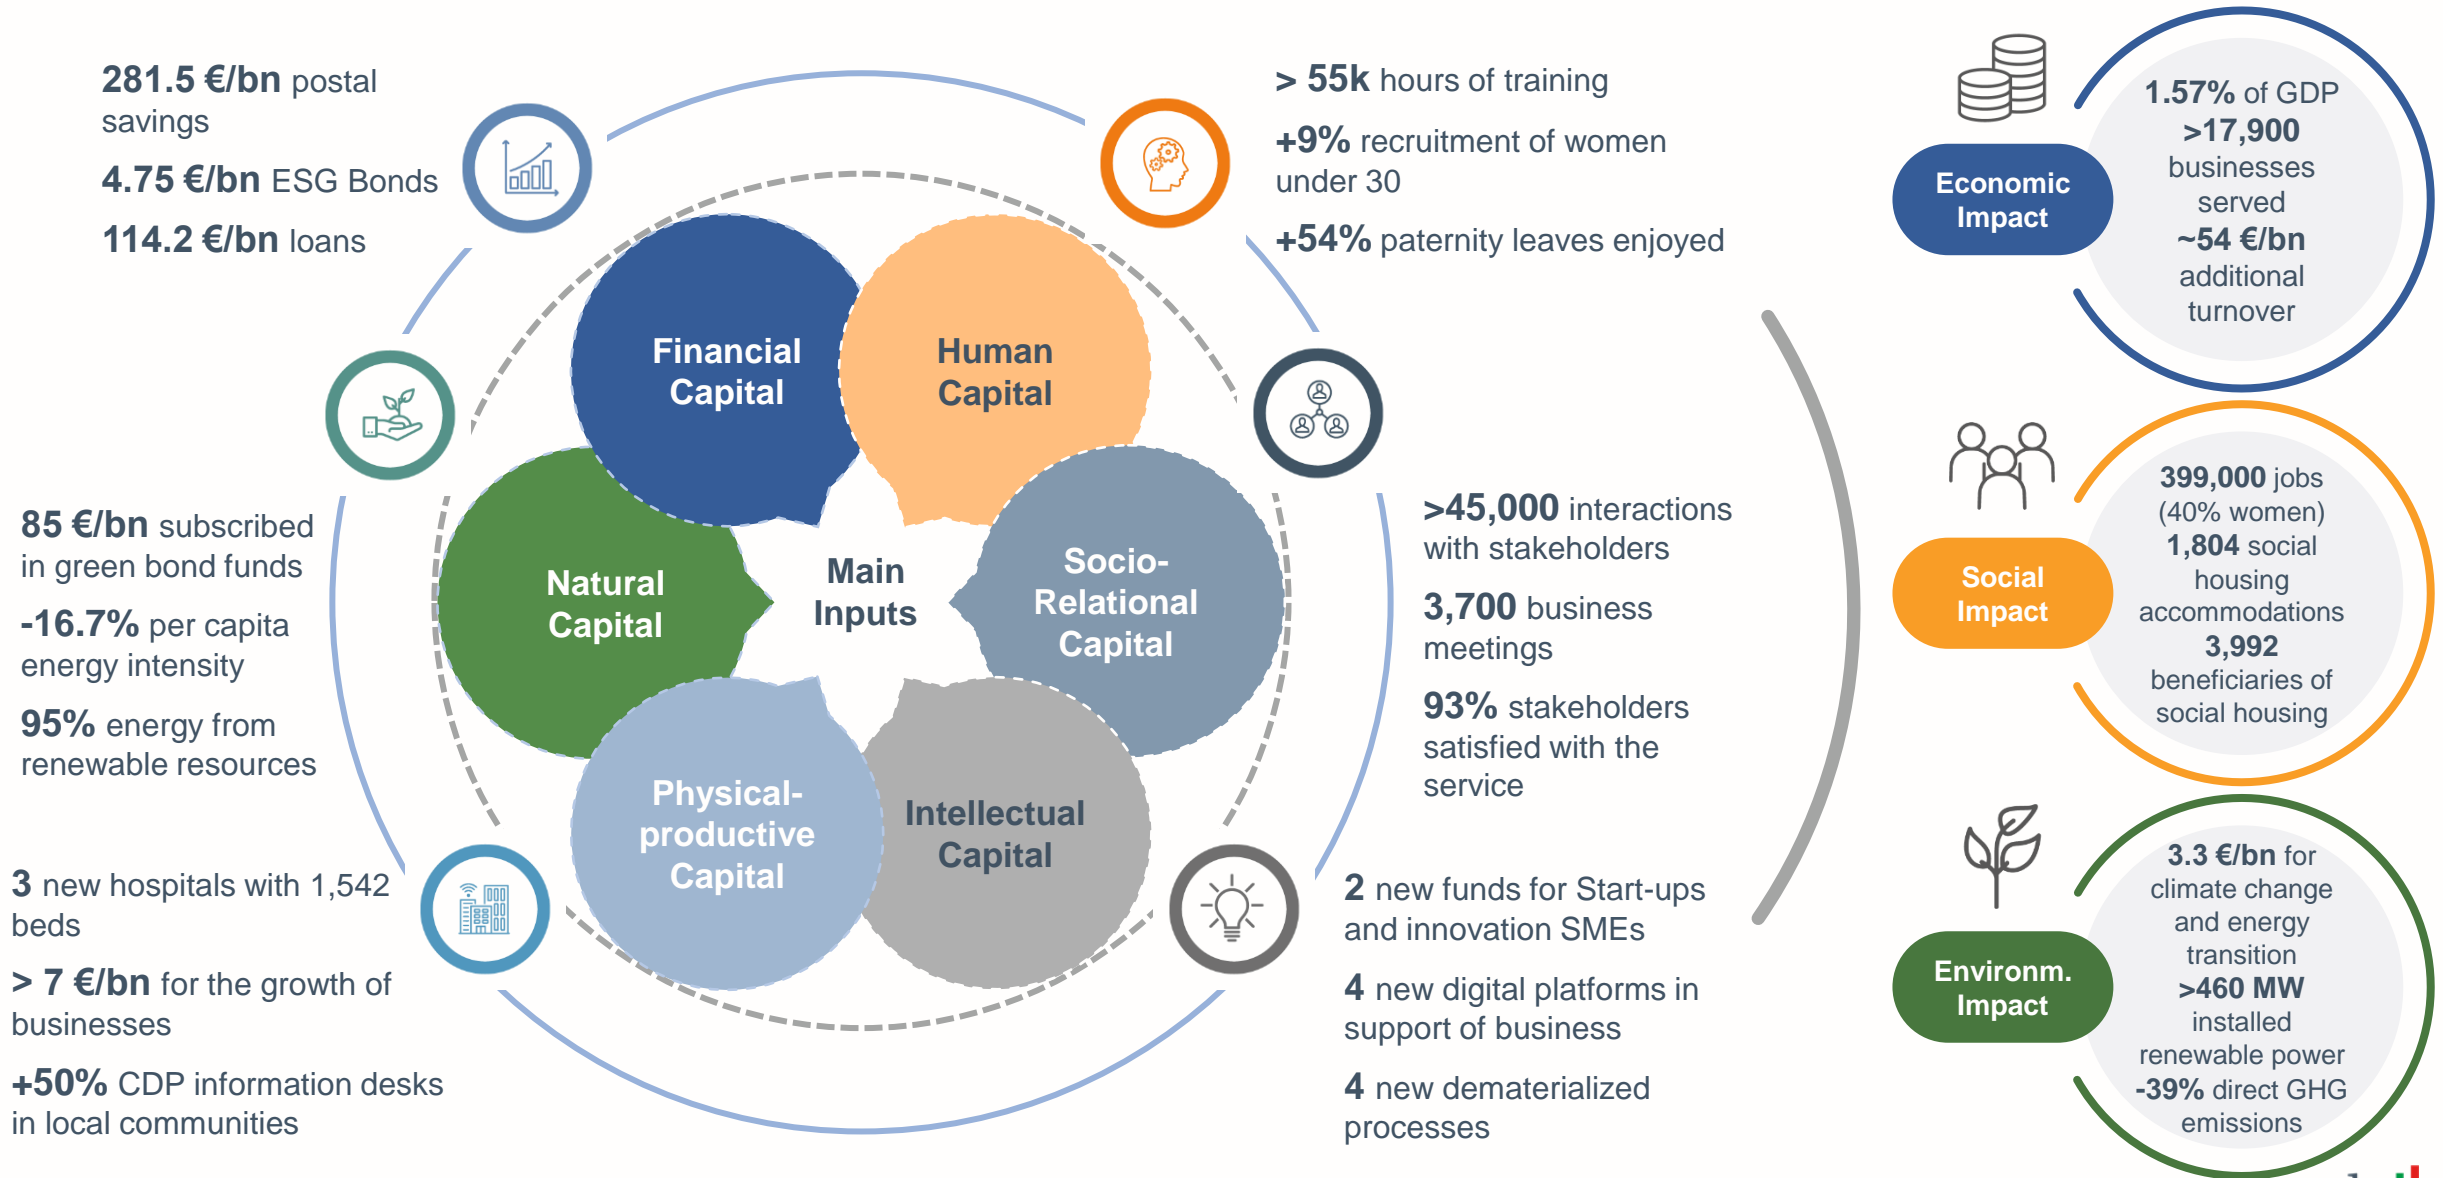 281.5 €/bn postal
savings
4.75 €/bn ESG Bonds
114.2 €/bn loans
> 55k hours of training
+9% recruitment of women
under 30
+54% paternity leaves enjoyed
85 €/bn subscribed
in green bond funds
-16.7% per capita
energy intensity
95% energy from
renewable resources
3 new hospitals with 1,542
beds
> 7 €/bn for the growth of
businesses
+50% CDP information desks
in local communities
Financial
Capital
Human
Capital
Natural
Capital
Main
Inputs
Socio-
Relational
Capital
Physical-
productive
Capital
Intellectual
Capital
>45,000 interactions
with stakeholders
3,700 business
meetings
93% stakeholders
satisfied with the
service
2 new funds for Start-ups
and innovation SMEs
4 new digital platforms in
support of business
4 new dematerialized
processes
Economic
Impact
1.57% of GDP
>17,900
businesses
served
~54 €/bn
additional
turnover
Social
Impact
399,000 jobs
(40% women)
1,804 social
housing
accommodations
3,992
beneficiaries of
social housing
Environm.
Impact
3.3 €/bn for
climate change
and energy
transition
>460 MW
installed
renewable power
-39% direct GHG
emissions